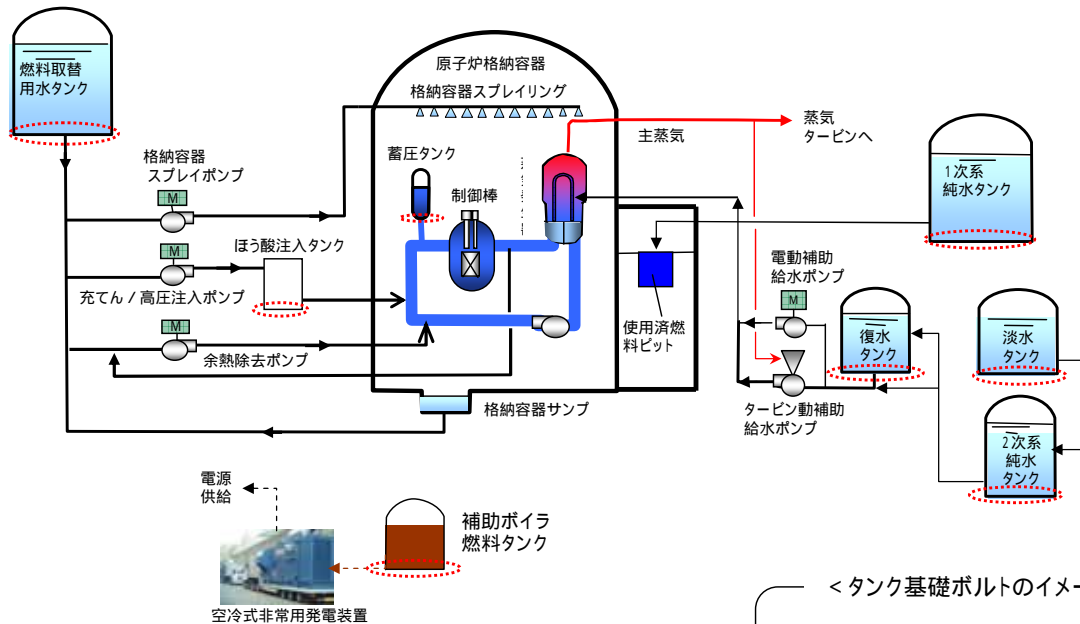 燃料取替
用水タンク
原子炉格納容器
格納容器スプレイリング
主蒸気
蒸気
タービンへ
格納容器
スプレイポンプ
M
蓄圧タンク
制御棒
1次系
純水タンク
ほう酸注入タンク
M
充てん / 高圧注入ポンプ
電動補助
給水ポンプ
M
M
余熱除去ポンプ
使用済燃
料ピット
復水
タンク
淡水
タンク
格納容器サンプ
タービン動補助
給水ポンプ
2次系
純水
タンク
電源
供給
補助ボイラ
燃料タンク
空冷式非常用発電装置
<タンク基礎ボルトのイメー